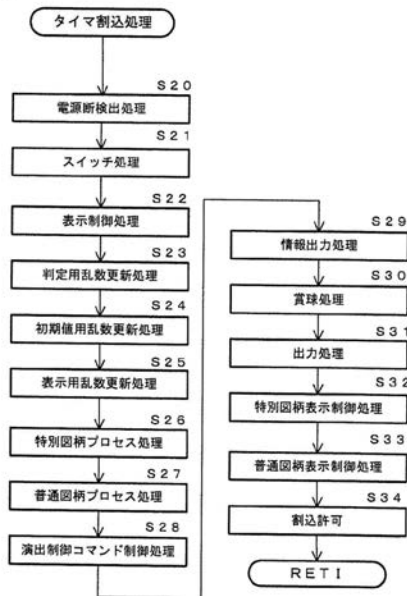 タイマ割込処理
S20
電源断検出処理
S21
スイッチ処理
S22
表示制御処理
S23
判定用乱数更新処理
S24
初期値用乱数更新処理
S25
表示用乱数更新処理
S26
特別図柄プロセス処理
S27
普通図柄プロセス処理
S28
演出制御コマンド制御処理
S29
情報出力処理
S30
賞球処理
S31
出力処理
S32
特別図柄表示制御処理
S33
普通図柄表示制御処理
S34
割込許可
RETI